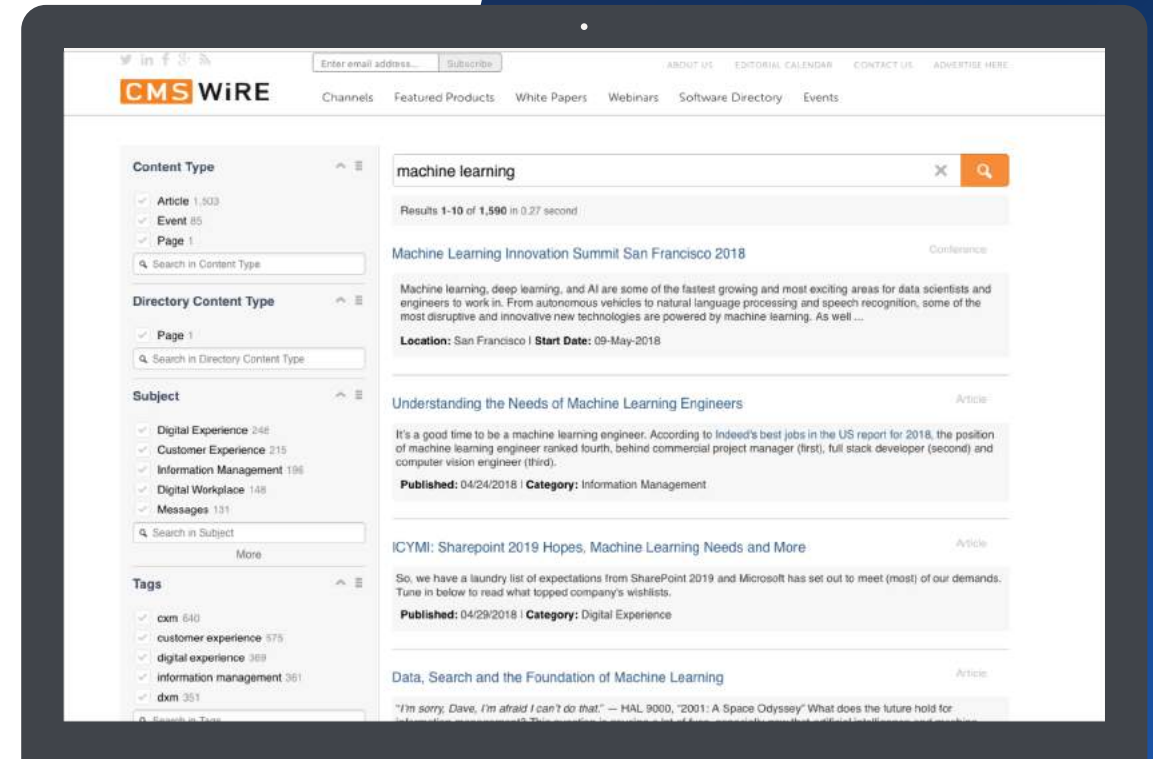 Enter email address... Subscribe
ABOUT US EDITORIAL CALENDAR CONTACT US ADVERTISE HERE
CMS WiRE
Channels Featured Products White Papers Webinars Software Directory Events
Content Type
Article 1,503
Event 85
Page 1
Search in Content Type
Directory Content Type
Page 1
Search in Directory Content Type
Subject
Digital Experience 246
Customer Experience 215
Information Management 196
Digital Workplace 148
Messages 131
Search in Subject
More
Tags
cxm 640
customer experience 575
digital experience 369
information management 361
dxm 351
Search in Tags
machine learning
Results 1-10 of 1,590 in 0.27 second
Machine Learning Innovation Summit San Francisco 2018
Conference
Machine learning, deep learning, and AI are some of the fastest growing and most exciting areas for data scientists and
engineers to work in. From autonomous vehicles to natural language processing and speech recognition, some of the
most disruptive and innovative new technologies are powered by machine learning. As well ...
Location: San Francisco | Start Date: 09-May-2018
Understanding the Needs of Machine Learning Engineers
Article
It's a good time to be a machine learning engineer. According to Indeed's best jobs in the US report for 2018, the position
of machine learning engineer ranked fourth, behind commercial project manager (first), full stack developer (second) and
computer vision engineer (third).
Published: 04/24/2018 | Category: Information Management
ICYMI: Sharepoint 2019 Hopes, Machine Learning Needs and More
Article
So, we have a laundry list of expectations from SharePoint 2019 and Microsoft has set out to meet (most) of our demands.
Tune in below to read what topped company's wishlists.
Published: 04/29/2018 | Category: Digital Experience
Data, Search and the Foundation of Machine Learning
Article
"I'm sorry, Dave, I'm afraid I can't do that." — HAL 9000, "2001: A Space Odyssey" What does the future hold for